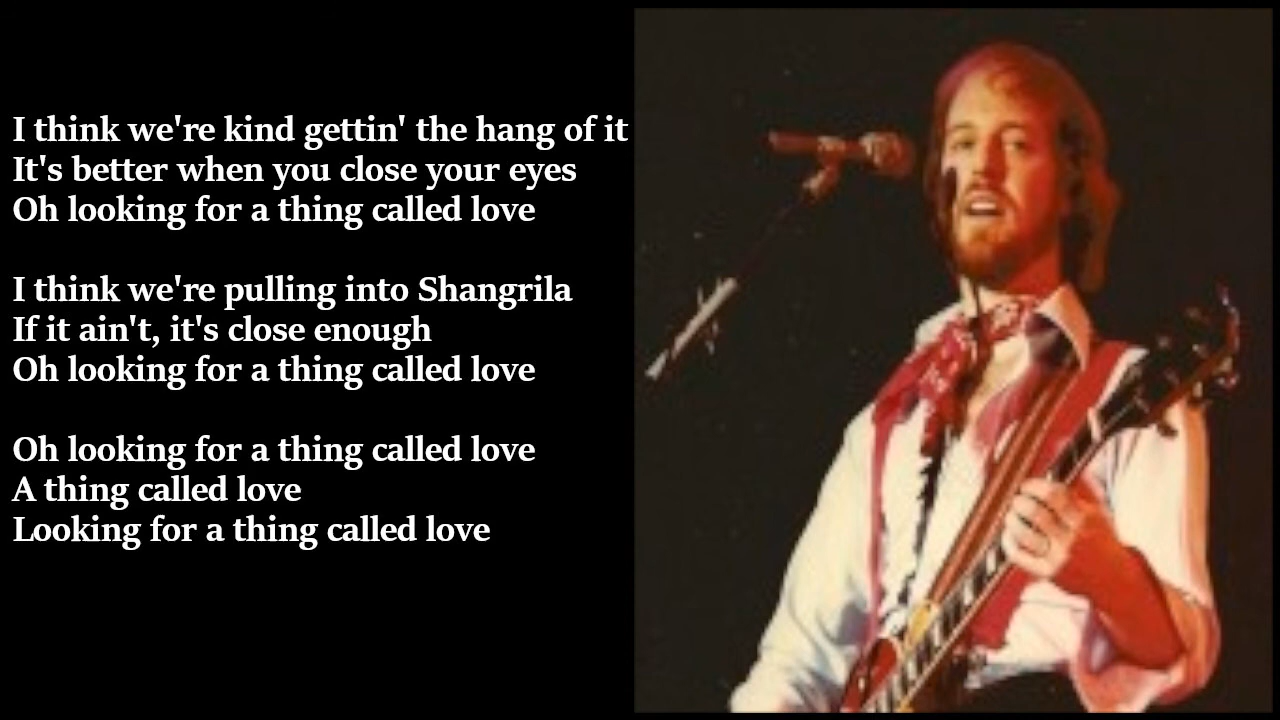 I think we're kind gettin' the hang of it
It's better when you close your eyes
Oh looking for a thing called love
I think we're pulling into Shangrila
If it ain't, it's close enough
Oh looking for a thing called love
Oh looking for a thing called love
A thing called love
Looking for a thing called love